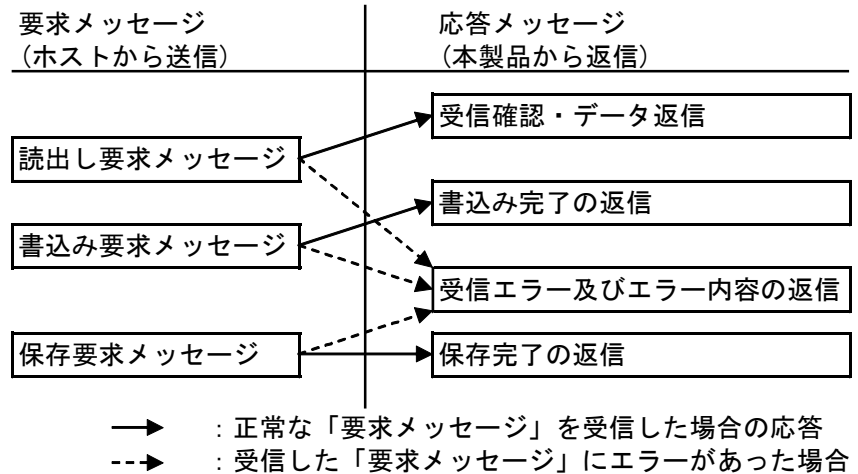 要求メッセージ
(ホストから送信)
応答メッセージ
(本製品から返信)
受信確認・データ返信
読出し要求メッセージ
書込み完了の返信
書込み要求メッセージ
受信エラー及びエラー内容の返信
保存要求メッセージ
保存完了の返信
：正常な「要求メッセージ」を受信した場合の応答
：受信した「要求メッセージ」にエラーがあった場合